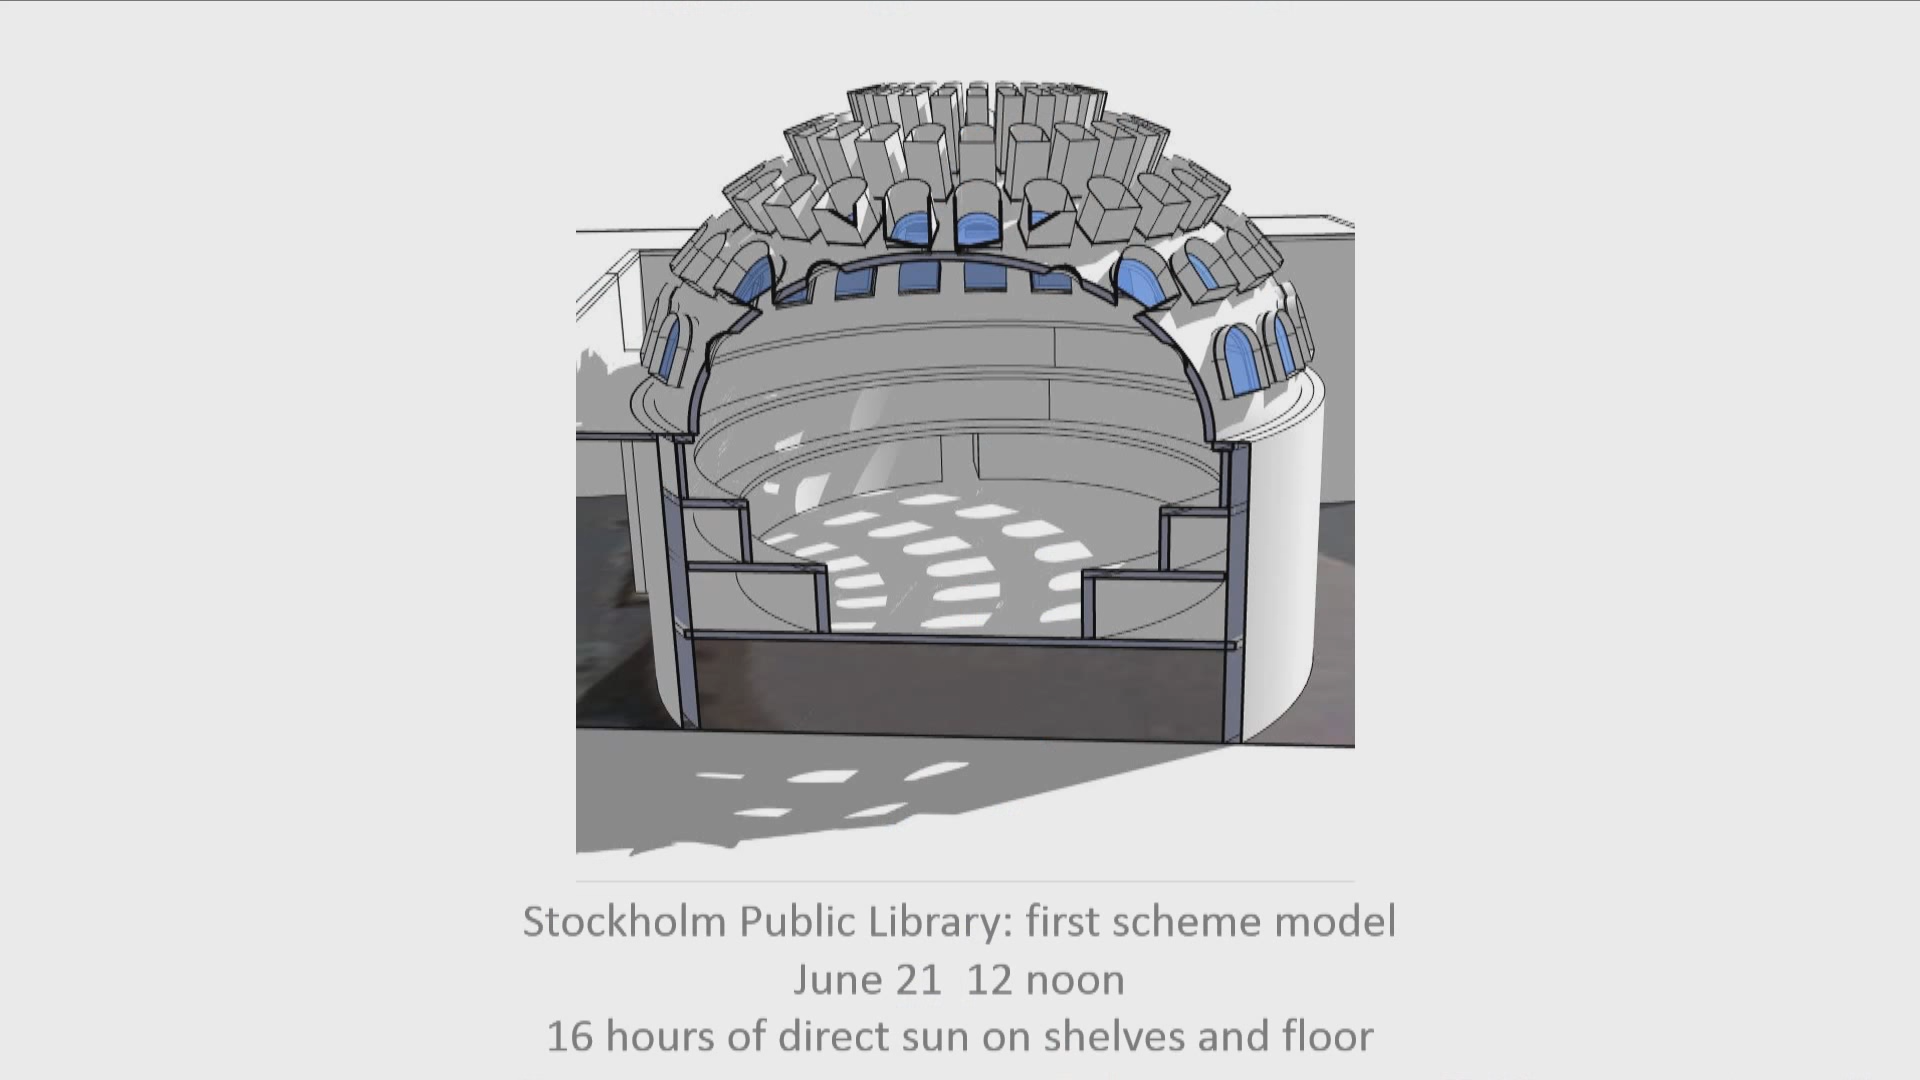 Stockholm Public Library: first scheme model
June 21  12 noon
16 hours of direct sun on shelves and floor